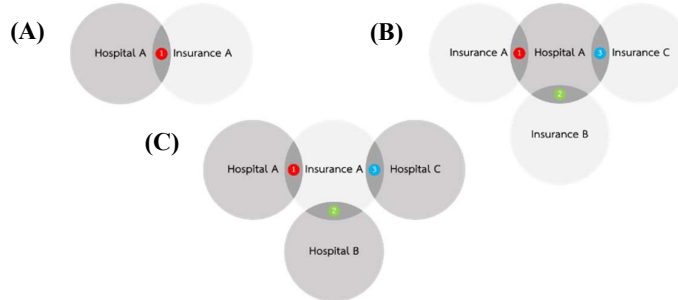 (A)
Hospital A
1
Insurance A
(B)
Insurance A
1
Hospital A
3
Insurance C
2
Insurance B
(C)
Hospital A
1
Insurance A
3
Hospital C
2
Hospital B